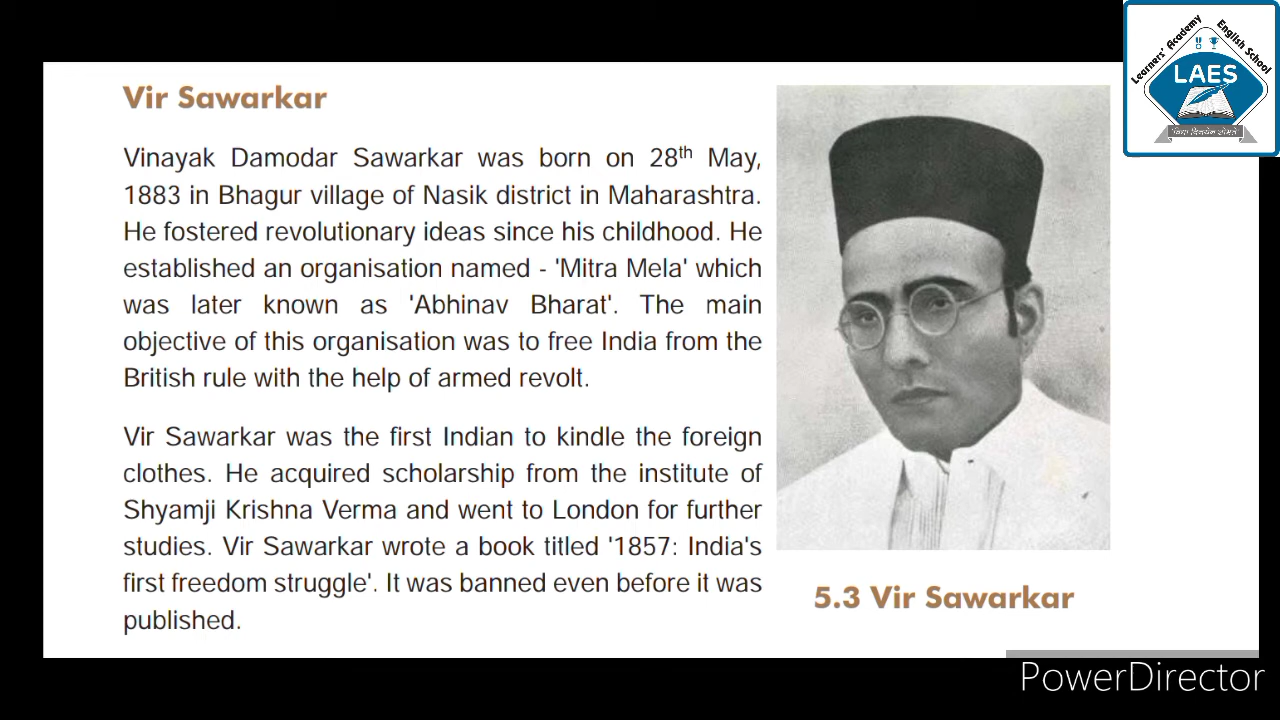 Learners' Academy English School
LAES
Vir Sawarkar
Vinayak Damodar Sawarkar was born on 28th May,
1883 in Bhagur village of Nasik district in Maharashtra.
He fostered revolutionary ideas since his childhood. He
established an organisation named - 'Mitra Mela' which
was later known as 'Abhinav Bharat'. The main
objective of this organisation was to free India from the
British rule with the help of armed revolt.
Vir Sawarkar was the first Indian to kindle the foreign
clothes. He acquired scholarship from the institute of
Shyamji Krishna Verma and went to London for further
studies. Vir Sawarkar wrote a book titled '1857: India's
first freedom struggle'. It was banned even before it was
published.
5.3 Vir Sawarkar
PowerDirector